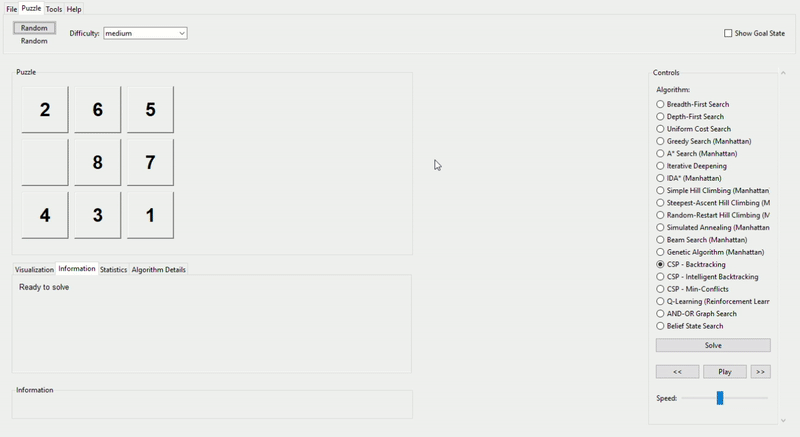 File Puzzle Tools Help
Random
Random
Difficulty: medium
Show Goal State
Puzzle
2 6 5
8 7
4 3 1
Visualization Information Statistics Algorithm Details
Ready to solve
Information
Controls
Algorithm:
Breadth-First Search
Depth-First Search
Uniform Cost Search
Greedy Search (Manhattan)
A* Search (Manhattan)
Iterative Deepening
IDA* (Manhattan)
Simple Hill Climbing (Manhattan
Steepest-Ascent Hill Climbing (M
Random-Restart Hill Climbing (M
Simulated Annealing (Manhattan
Beam Search (Manhattan)
Genetic Algorithm (Manhattan)
CSP - Backtracking
CSP - Intelligent Backtracking
CSP - Min-Conflicts
Q-Learning (Reinforcement Learr
AND-OR Graph Search
Belief State Search
Solve
<< Play >>
Speed: